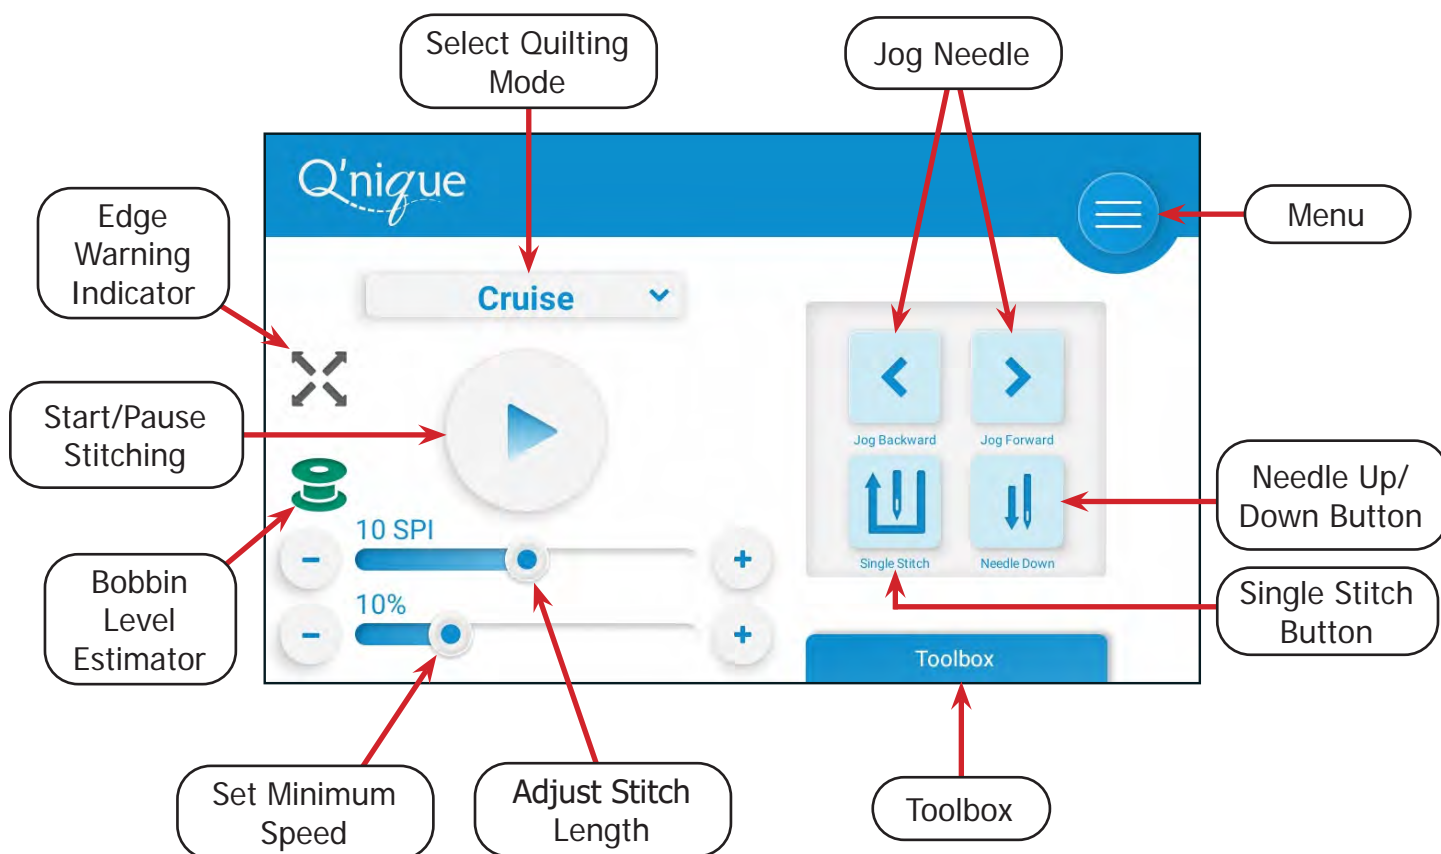 Select Quilting
Mode
Jog Needle
Q'nique
Edge
Warning
Indicator
Menu
Cruise
Start/Pause
Stitching
Jog Backward
Jog Forward
Needle Up/
Down Button
10 SPI
Single Stitch
Needle Down
Bobbin
Level
Estimator
10%
Single Stitch
Button
Toolbox
Set Minimum
Speed
Adjust Stitch
Length
Toolbox